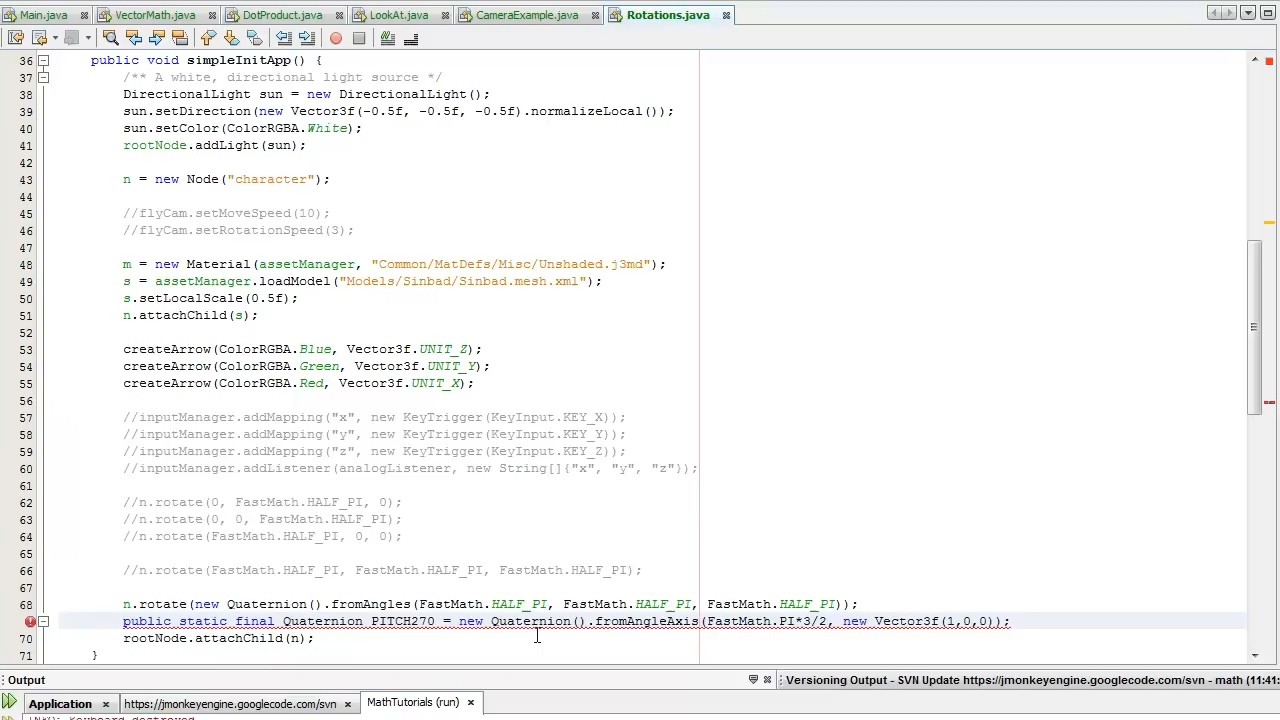 Main.java VectorMath.java DotProduct.java LookAt.java CameraExample.java Rotations.java
36 public void simpleInitApp() {
37 /** A white, directional light source */
38 DirectionalLight sun = new DirectionalLight();
39 sun.setDirection(new Vector3f(-0.5f, -0.5f, -0.5f).normalizeLocal());
40 sun.setColor(ColorRGBA.White);
41 rootNode.addLight(sun);
42
43 n = new Node("character");
44
45 //flyCam.setMoveSpeed(10);
46 //flyCam.setRotationSpeed(3);
47
48 m = new Material(assetManager, "Common/MatDefs/Misc/Unshaded.j3md");
49 s = assetManager.loadModel("Models/Sinbad/Sinbad.mesh.xml");
50 s.setLocalScale(0.5f);
51 n.attachChild(s);
52
53 createArrow(ColorRGBA.Blue, Vector3f.UNIT_Z);
54 createArrow(ColorRGBA.Green, Vector3f.UNIT_Y);
55 createArrow(ColorRGBA.Red, Vector3f.UNIT_X);
56
57 //inputManager.addMapping("x", new KeyTrigger(KeyInput.KEY_X));
58 //inputManager.addMapping("y", new KeyTrigger(KeyInput.KEY_Y));
59 //inputManager.addMapping("z", new KeyTrigger(KeyInput.KEY_Z));
60 //inputManager.addListener(analogListener, new String[]{"x", "y", "z"});
61
62 //n.rotate(0, FastMath.HALF_PI, 0);
63 //n.rotate(0, 0, FastMath.HALF_PI);
64 //n.rotate(FastMath.HALF_PI, 0, 0);
65
66 //n.rotate(FastMath.HALF_PI, FastMath.HALF_PI, FastMath.HALF_PI);
67
68 n.rotate(new Quaternion().fromAngles(FastMath.HALF_PI, FastMath.HALF_PI, FastMath.HALF_PI));
public static final Quaternion PITCH270 = new Quaternion().fromAngleAxis(FastMath.PI*3/2, new Vector3f(1,0,0));
70 rootNode.attachChild(n);
71 }
Output Versioning Output - SVN Update https://jmonkeyengine.googlecode.com/svn - math (11:41:
Application https://jmonkeyengine.googlecode.com/svn MathTutorials (run)
INFO: Keyboard destroyed